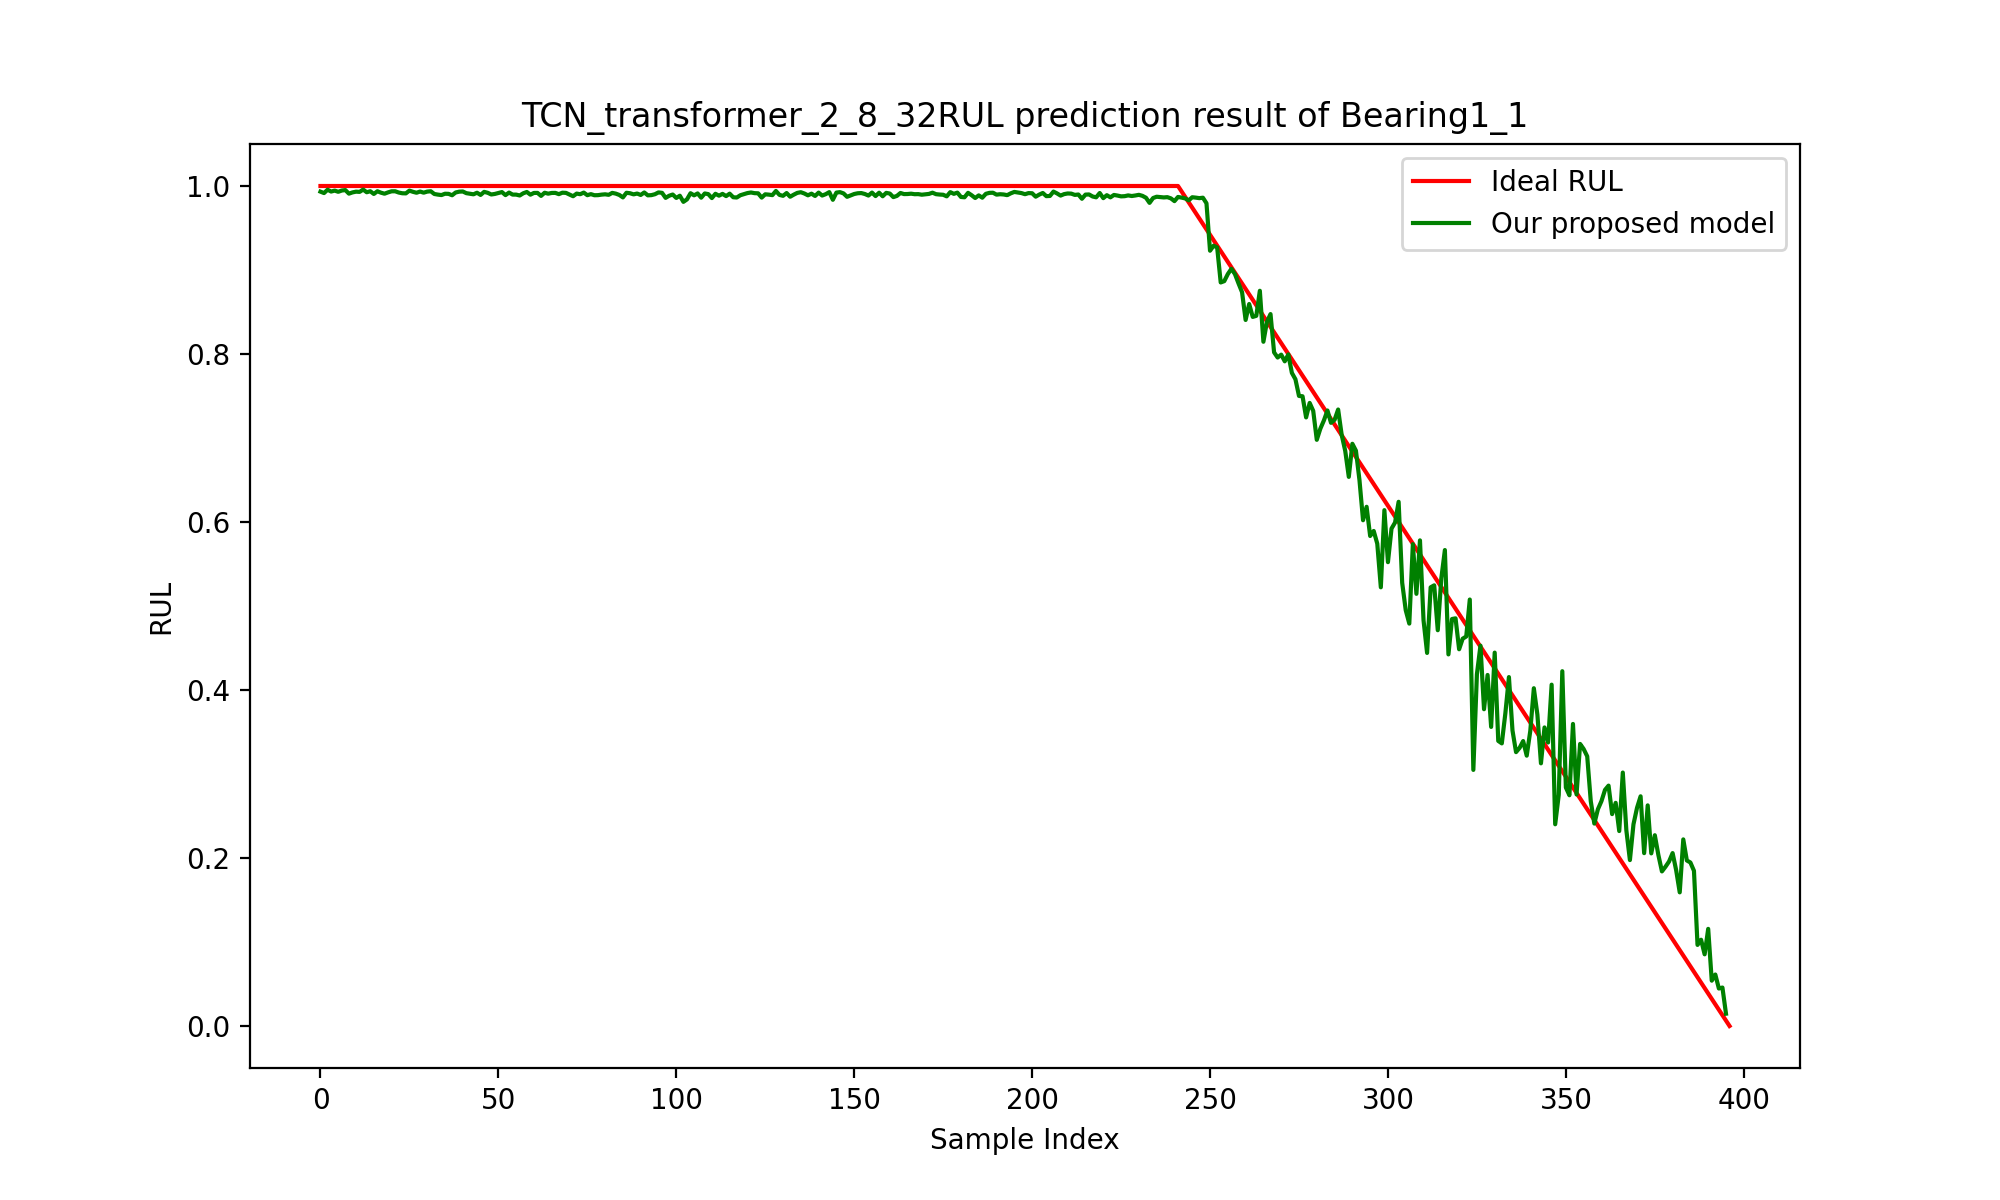 TCN_transformer_2_8_32RUL prediction result of Bearing1_1
Ideal RUL
Our proposed model
1.0
0.8
0.6
0.4
0.2
0.0
RUL
0 50 100 150 200 250 300 350 400
Sample Index